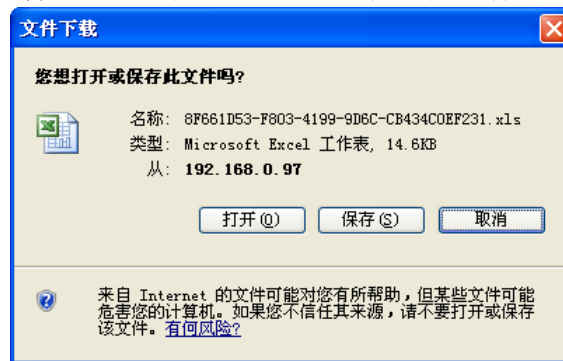 文件下载
您想打开或保存此文件吗?
名称: 8F661D53-F803-4199-9D6C-CB434C0EF231.xls
类型: Microsoft Excel 工作表, 14.6KB
从: 192.168.0.97
打开(O) 保存(S) 取消
来自 Internet 的文件可能对您有所帮助，但某些文件可能
危害您的计算机。如果您不信任其来源，请不要打开或保存
该文件。有何风险?